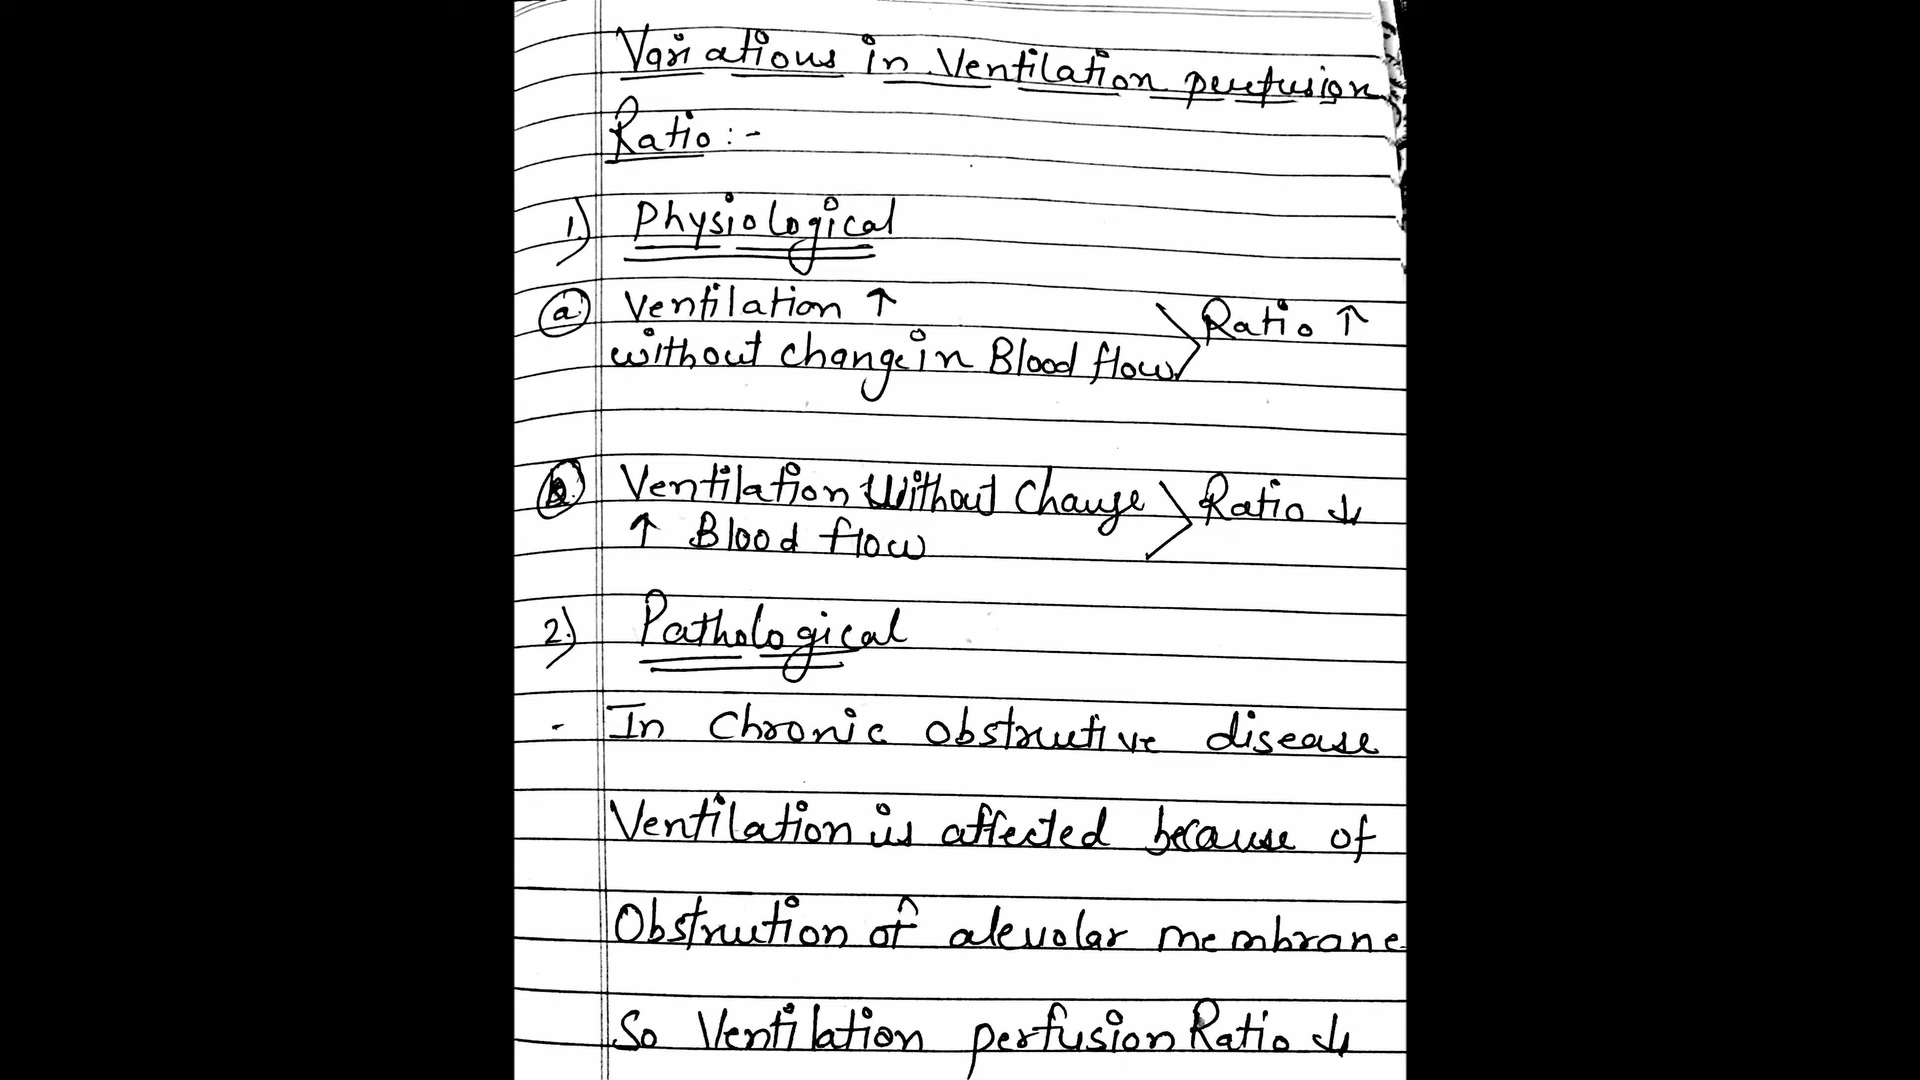 Variations in Ventilation perfusion
Ratio :-
1.) Physiological
(a) Ventilation ↑
without change in Blood flow > Ratio ↑
(b) Ventilation Without Change > Ratio ↓
↑ Blood flow
2.) Pathological
- In Chronic obstructive disease
Ventilation is affected because of
Obstruction of alevolar membrane
So Ventilation perfusion Ratio ↓